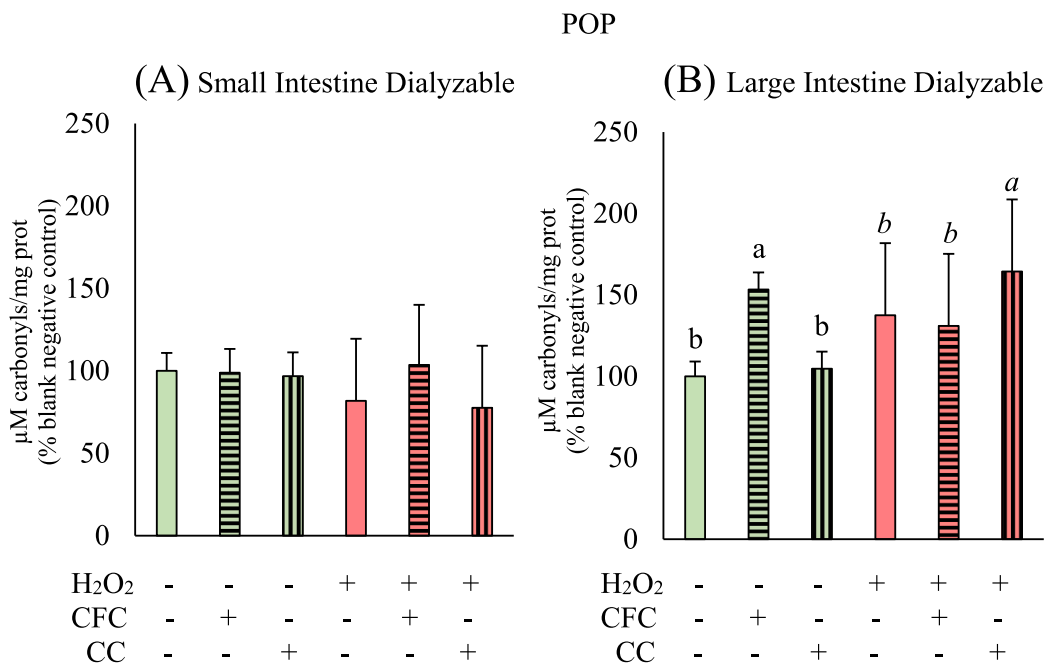 POP
(A) Small Intestine Dialyzable
µM carbonyls/mg prot
(% blank negative control)
250
200
150
100
50
0
H2O2 - - - + + +
CFC - + - - + -
CC - - + - - +
(B) Large Intestine Dialyzable
µM carbonyls/mg prot
(% blank negative control)
250
200
150
100
50
0
b a b b b a
H2O2 - - - + + +
CFC - + - - + -
CC - - + - - +